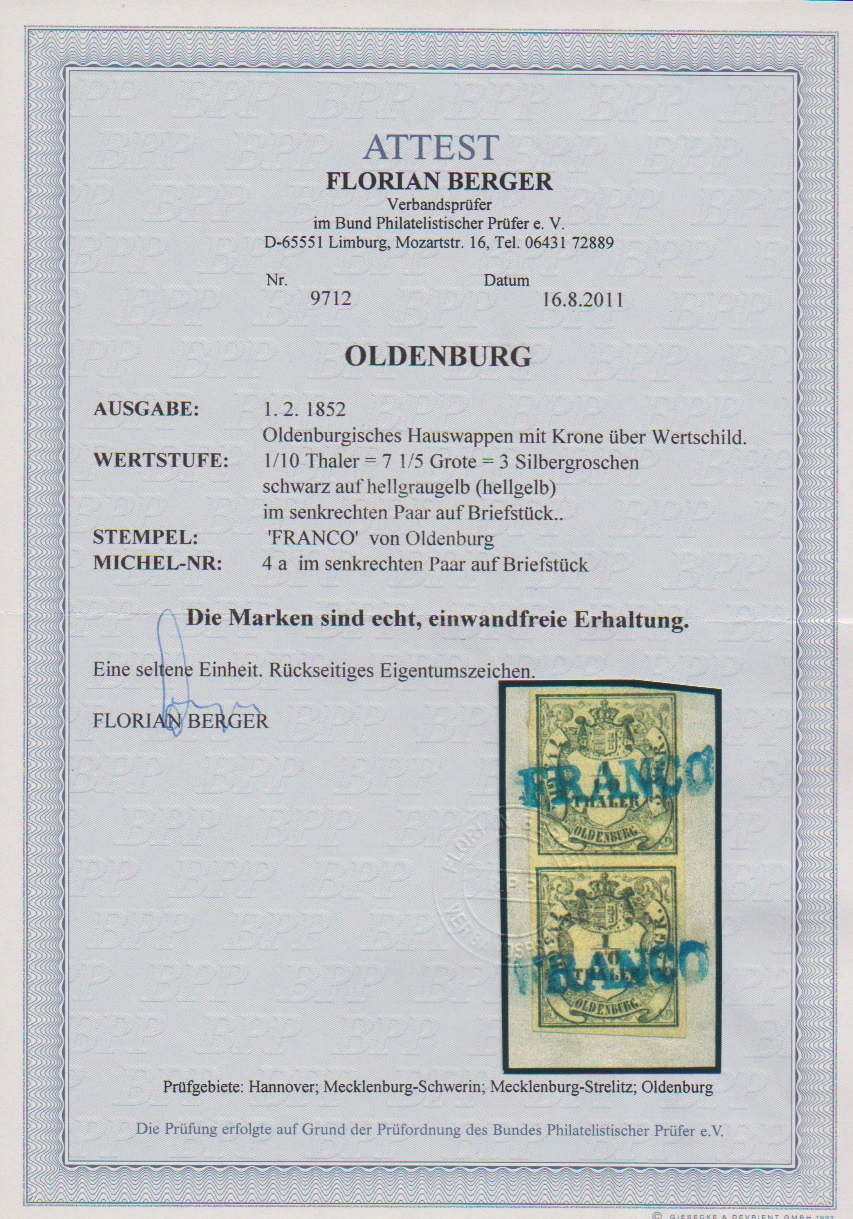 ATTEST
FLORIAN BERGER
Verbandsprüfer
im Bund Philatelistischer Prüfer e. V.
D-65551 Limburg, Mozartstr. 16, Tel. 06431 72889
Nr. Datum
9712 16.8.2011
OLDENBURG
AUSGABE: 1. 2. 1852
Oldenburgisches Hauswappen mit Krone über Wertschild.
WERTSTUFE: 1/10 Thaler = 7 1/5 Grote = 3 Silbergroschen
schwarz auf hellgraugelb (hellgelb)
im senkrechten Paar auf Briefstück..
STEMPEL: 'FRANCO' von Oldenburg
MICHEL-NR: 4 a im senkrechten Paar auf Briefstück
Die Marken sind echt, einwandfreie Erhaltung.
Eine seltene Einheit. Rückseitiges Eigentumszeichen.
FLORIAN BERGER
FRANCO
THALER
OLDENBURG.
FRANCO
THALER
OLDENBURG.
Prüfgebiete: Hannover; Mecklenburg-Schwerin; Mecklenburg-Strelitz; Oldenburg
Die Prüfung erfolgte auf Grund der Prüfordnung des Bundes Philatelistischer Prüfer e.V.
© GIESECKE & DEVRIENT GMBH 1992